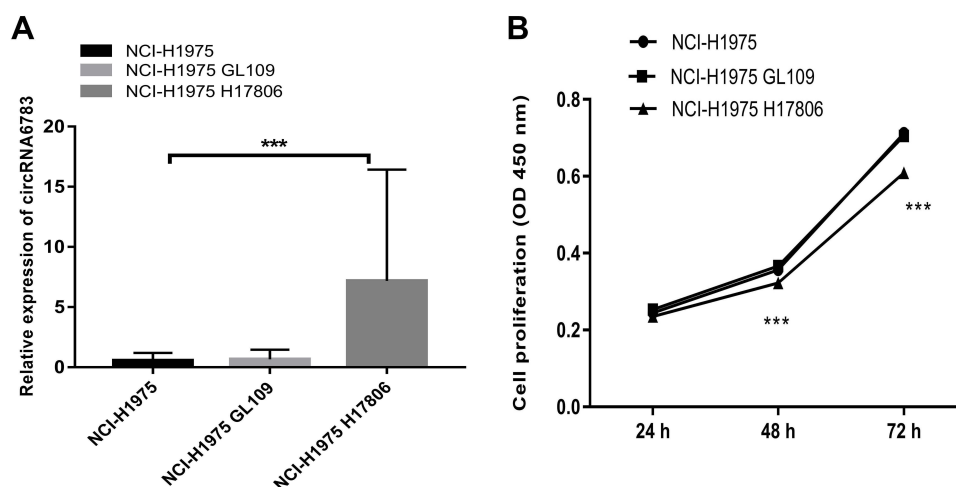 A
NCI-H1975
NCI-H1975 GL109
NCI-H1975 H17806
Relative expression of circRNA6783
20
15
10
5
0
***
NCI-H1975
NCI-H1975 GL109
NCI-H1975 H17806
B
NCI-H1975
NCI-H1975 GL109
NCI-H1975 H17806
Cell proliferation (OD 450 nm)
0.8
0.6
0.4
0.2
0.0
***
***
24 h
48 h
72 h